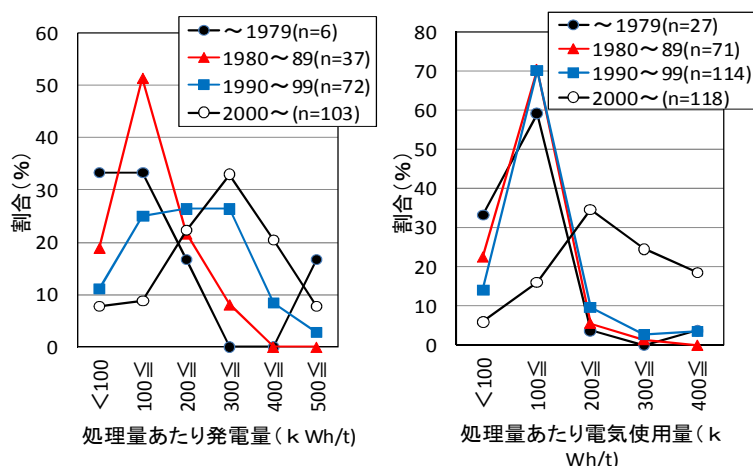 ～1979(n=6)
1980～89(n=37)
1990～99(n=72)
2000～(n=103)
割合(%)
60
50
40
30
20
10
0
＜100
100≦
200≦
300≦
400≦
500≦
処理量あたり発電量(ｋWh/t)
～1979(n=27)
1980～89(n=71)
1990～99(n=114)
2000～(n=118)
割合(%)
80
70
60
50
40
30
20
10
0
＜100
100≦
200≦
300≦
400≦
処理量あたり電気使用量(ｋ
Wh/t)